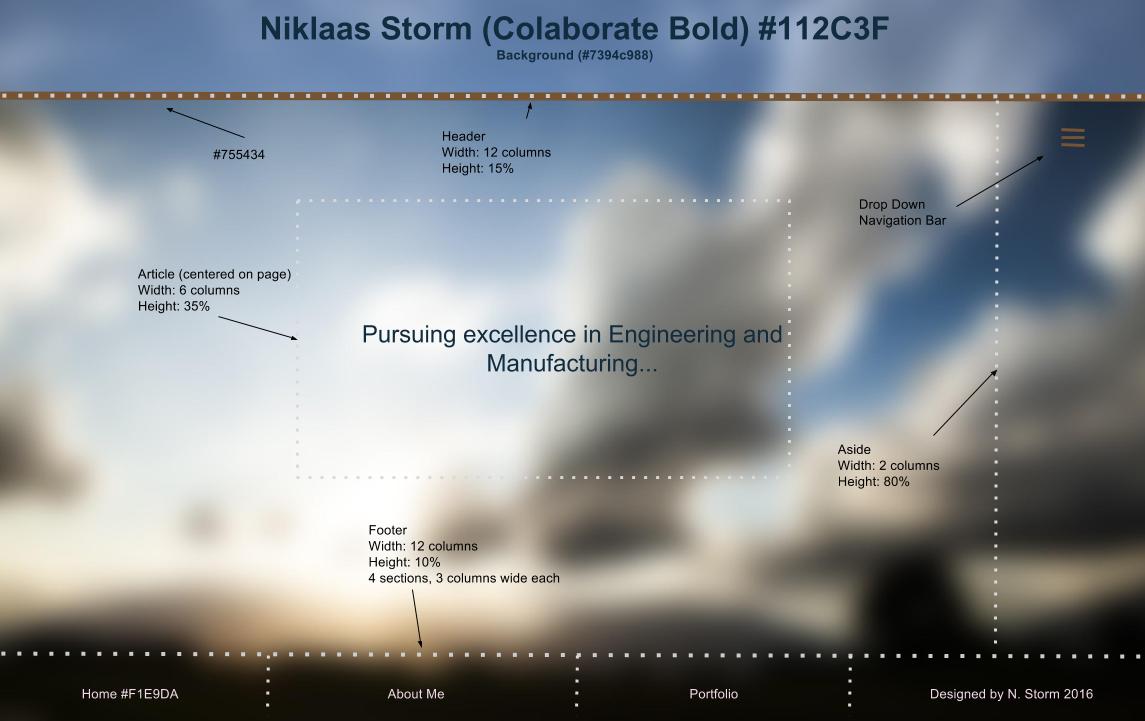 Niklaas Storm (Colaborate Bold) #112C3F
Background (#7394c988)
#755434
Header
Width: 12 columns
Height: 15%
Drop Down
Navigation Bar
Article (centered on page)
Width: 6 columns
Height: 35%
Pursuing excellence in Engineering and
Manufacturing...
Aside
Width: 2 columns
Height: 80%
Footer
Width: 12 columns
Height: 10%
4 sections, 3 columns wide each
Home #F1E9DA
About Me
Portfolio
Designed by N. Storm 2016